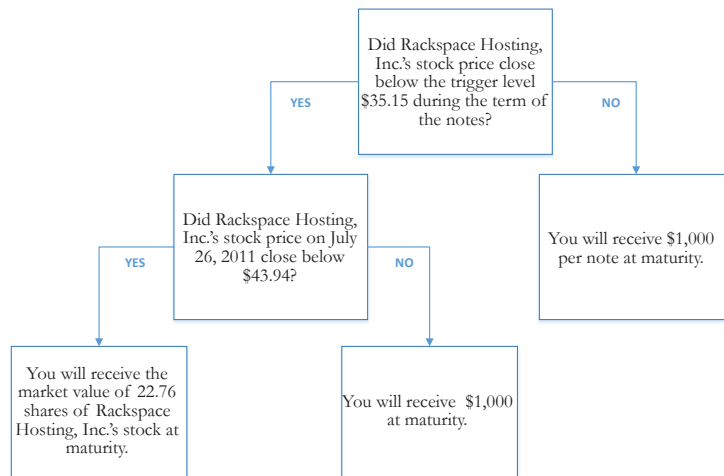 Did Rackspace Hosting,
Inc.'s stock price close
below the trigger level
$35.15 during the term of
the notes?
YES
NO
Did Rackspace Hosting,
Inc.'s stock price on July
26, 2011 close below
$43.94?
You will receive $1,000
per note at maturity.
YES
NO
You will receive the
market value of 22.76
shares of Rackspace
Hosting, Inc.'s stock at
maturity.
You will receive $1,000
at maturity.